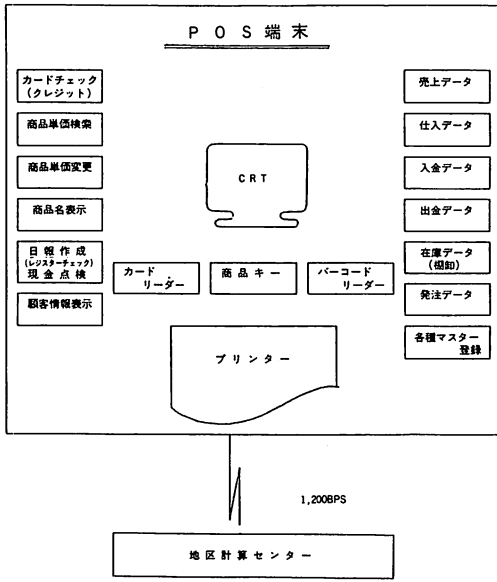 POS端末
カードチェック
(クレジット)
商品単価検索
商品単価変更
商品名表示
日報作成
(レジスターチェック)
現金点検
顧客情報表示
CRT
カード
リーダー
商品キー
バーコード
リーダー
プリンター
売上データ
仕入データ
入金データ
出金データ
在庫データ
(棚卸)
発注データ
各種マスター
登録
1,200BPS
地区計算センター